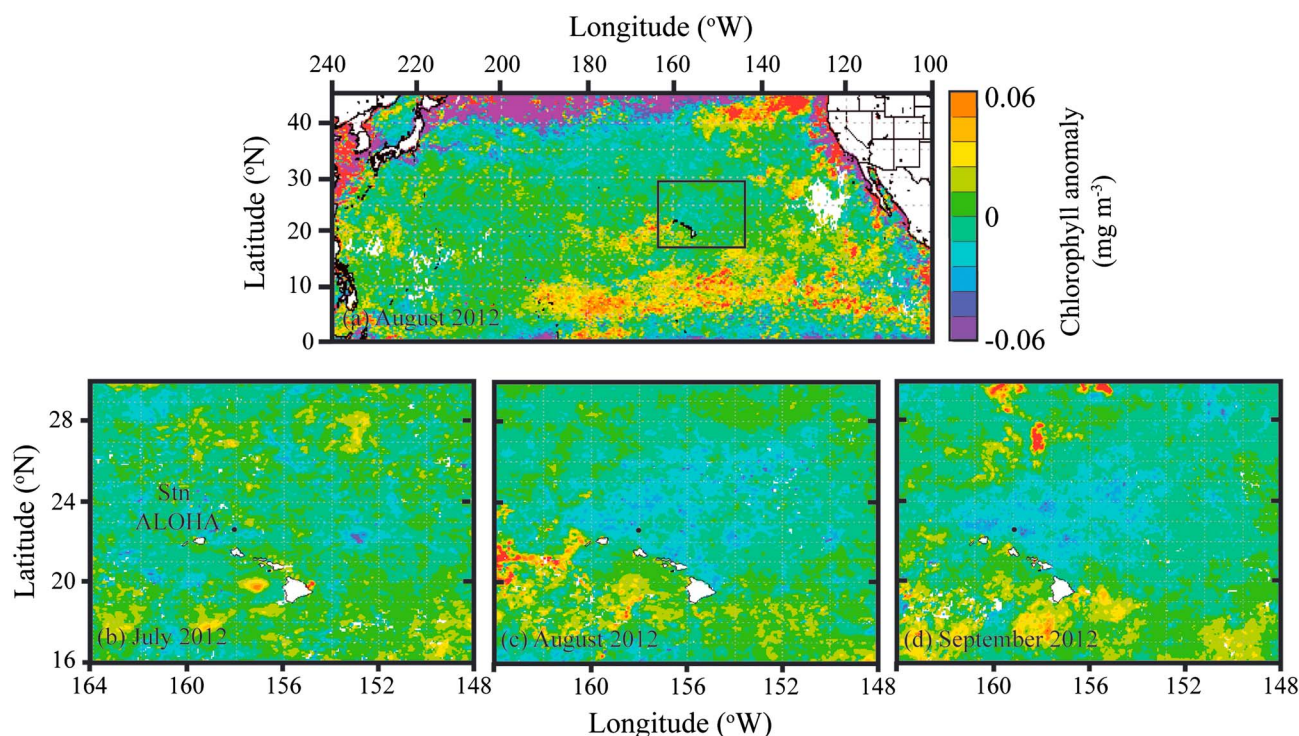 Longitude (°W)
240 220 200 180 160 140 120 100
Latitude (°N)
40
30
20
10
0
(a) August 2012
0.06
0
-0.06
Chlorophyll anomaly
(mg m-3)
Latitude (°N)
28
24
20
16
Stn
ALOHA
(b) July 2012
(c) August 2012
(d) September 2012
164 160 156 152 148
160 156 152 148
160 156 152 148
Longitude (°W)